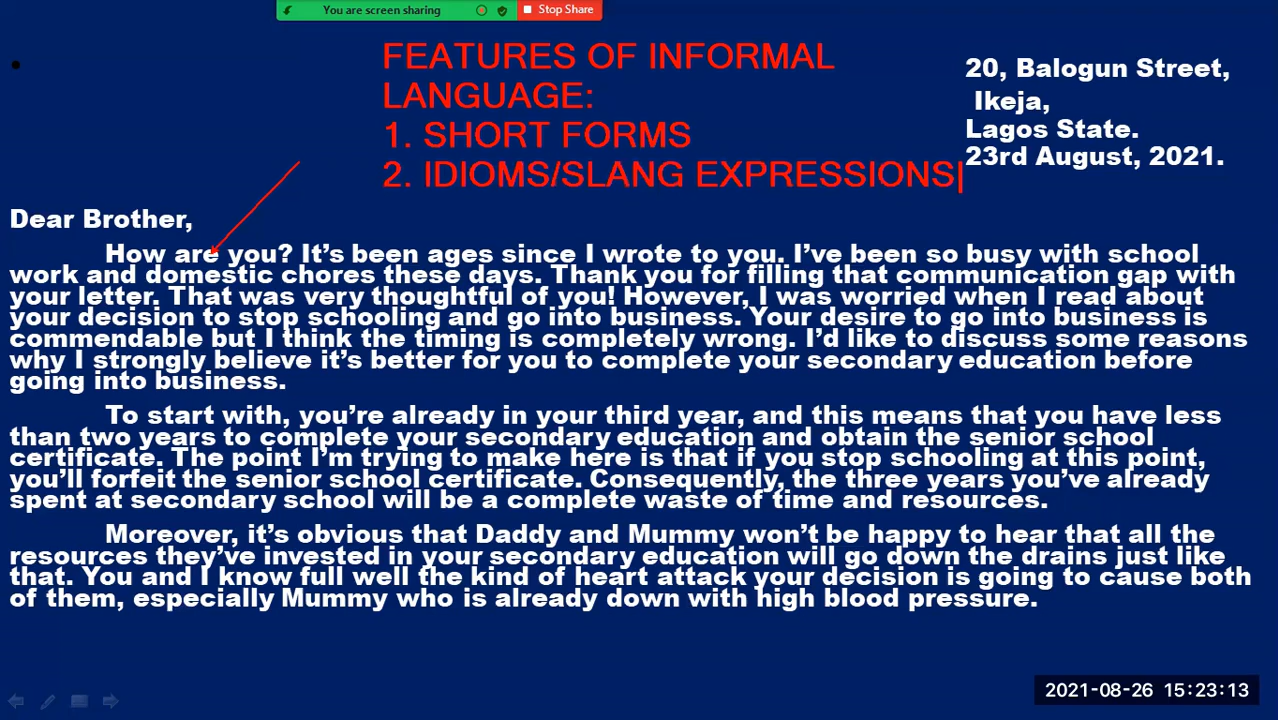 You are screen sharing
Stop Share
FEATURES OF INFORMAL
LANGUAGE:
1. SHORT FORMS
2. IDIOMS/SLANG EXPRESSIONS
20, Balogun Street,
Ikeja,
Lagos State.
23rd August, 2021.
Dear Brother,
How are you? It’s been ages since I wrote to you. I’ve been so busy with school
work and domestic chores these days. Thank you for filling that communication gap with
your letter. That was very thoughtful of you! However, I was worried when I read about
your decision to stop schooling and go into business. Your desire to go into business is
commendable but I think the timing is completely wrong. I’d like to discuss some reasons
why I strongly believe it’s better for you to complete your secondary education before
going into business.
To start with, you’re already in your third year, and this means that you have less
than two years to complete your secondary education and obtain the senior school
certificate. The point I’m trying to make here is that if you stop schooling at this point,
you’ll forfeit the senior school certificate. Consequently, the three years you’ve already
spent at secondary school will be a complete waste of time and resources.
Moreover, it’s obvious that Daddy and Mummy won’t be happy to hear that all the
resources they’ve invested in your secondary education will go down the drains just like
that. You and I know full well the kind of heart attack your decision is going to cause both
of them, especially Mummy who is already down with high blood pressure.
2021-08-26 15:23:13